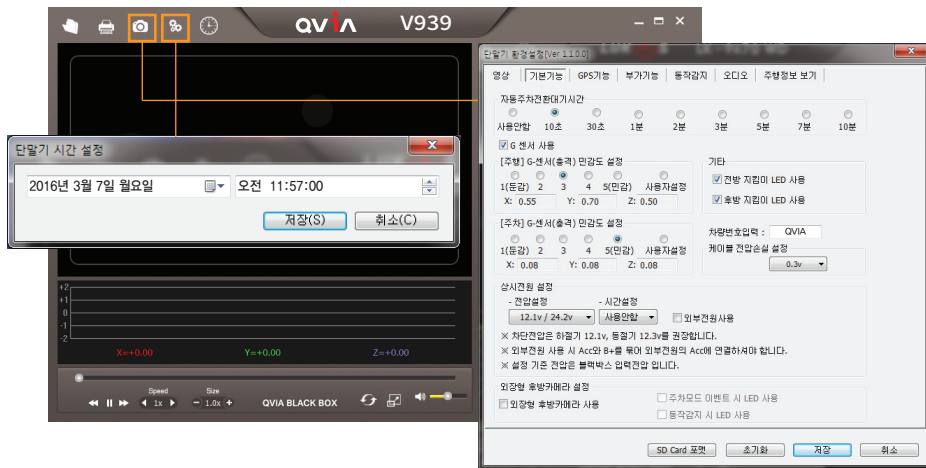 QVIA V939
단말기 시간 설정
2016년 3월 7일 월요일 오전 11:57:00
저장(S) 취소(C)
+2
+1
0
-1
-2
X=+0.00 Y=+0.00 Z=+0.00
Speed Size
1x 1.0x
QVIA BLACK BOX
단말기 환경설정[Ver 1.1.0.0]
영상 기본기능 GPS기능 부가기능 동작감지 오디오 주행정보 보기
자동주차전환대기시간
사용안함 10초 30초 1분 2분 3분 5분 7분 10분
G 센서 사용
[주행] G-센서(충격) 민감도 설정
1(둔감) 2 3 4 5(민감) 사용자설정
X: 0.55 Y: 0.70 Z: 0.50
기타
전방 지킴이 LED 사용
후방 지킴이 LED 사용
[주차] G-센서(충격) 민감도 설정
1(둔감) 2 3 4 5(민감) 사용자설정
X: 0.08 Y: 0.08 Z: 0.08
차량번호입력 : QVIA
케이블 전압손실 설정
0.3v
상시전원 설정
- 전압설정 - 시간설정
12.1v / 24.2v 사용안함 외부전원사용
※ 차단전압은 하절기 12.1v, 동절기 12.3v를 권장합니다.
※ 외부전원 사용 시 Acc와 B+를 묶어 외부전원의 Acc에 연결하셔야 합니다.
※ 설정 기준 전압은 블랙박스 입력전압 입니다.
외장형 후방카메라 설정
외장형 후방카메라 사용
주차모드 이벤트 시 LED 사용
동작감지 시 LED 사용
SD Card 포맷 초기화 저장 취소